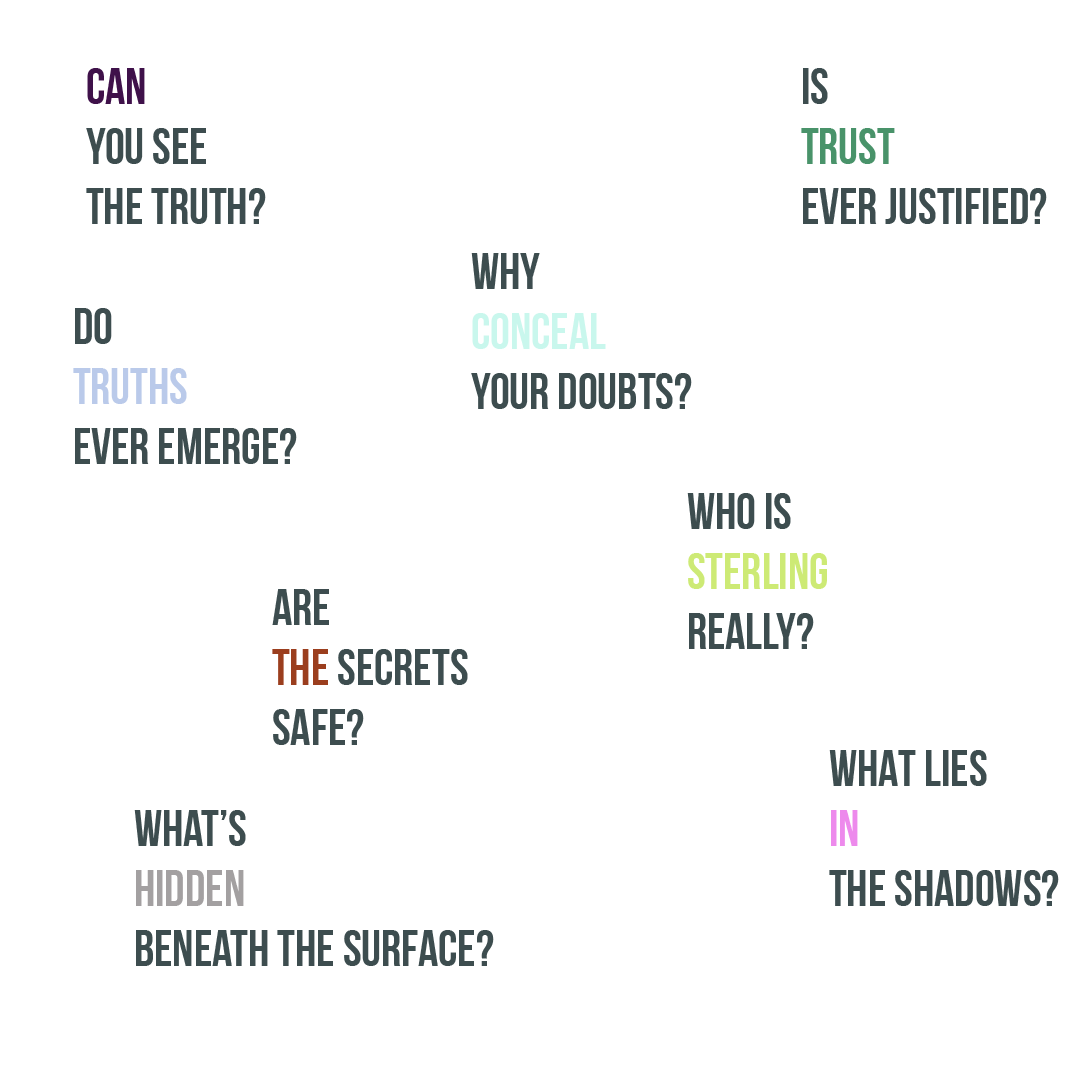 CAN
YOU SEE
THE TRUTH?
IS
TRUST
EVER JUSTIFIED?
WHY
CONCEAL
YOUR DOUBTS?
DO
TRUTHS
EVER EMERGE?
WHO IS
STERLING
REALLY?
ARE
THE SECRETS
SAFE?
WHAT LIES
IN
THE SHADOWS?
WHAT’S
HIDDEN
BENEATH THE SURFACE?